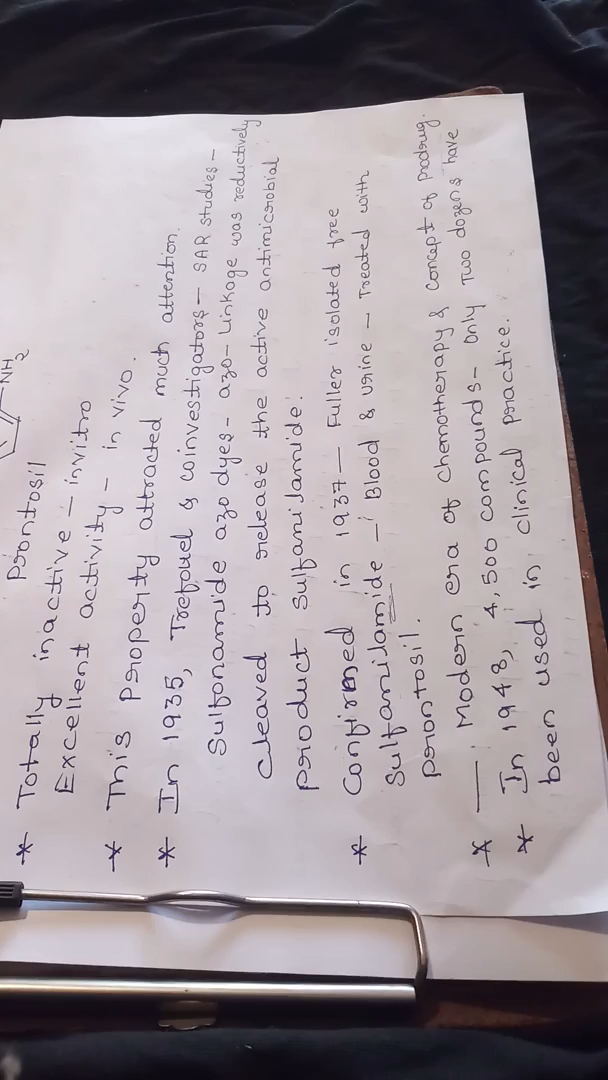 NH2
Prontosil
* Totally inactive - invitro
Excellent activity - in vivo.
* This Property attracted much attention.
* In 1935, Trefouel & coinvestigators - SAR studies -
Sulfonamide azo dyes - azo - linkage was reductively
cleaved to release the active antimicrobial
product sulfanilamide.
* Confirmed in 1937 - Fuller isolated free
Sulfanilamide - Blood & urine - Treated with
prontosil.
* - Modern era of chemotherapy & concept of prodrug.
* In 1948, 4,500 compounds - only two dozens have
been used in clinical practice.